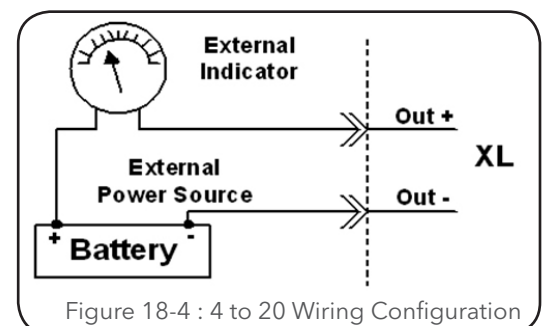 External
Indicator
Out +
XL
External
Power Source
Out -
+ Battery -
Figure 18-4 : 4 to 20 Wiring Configuration